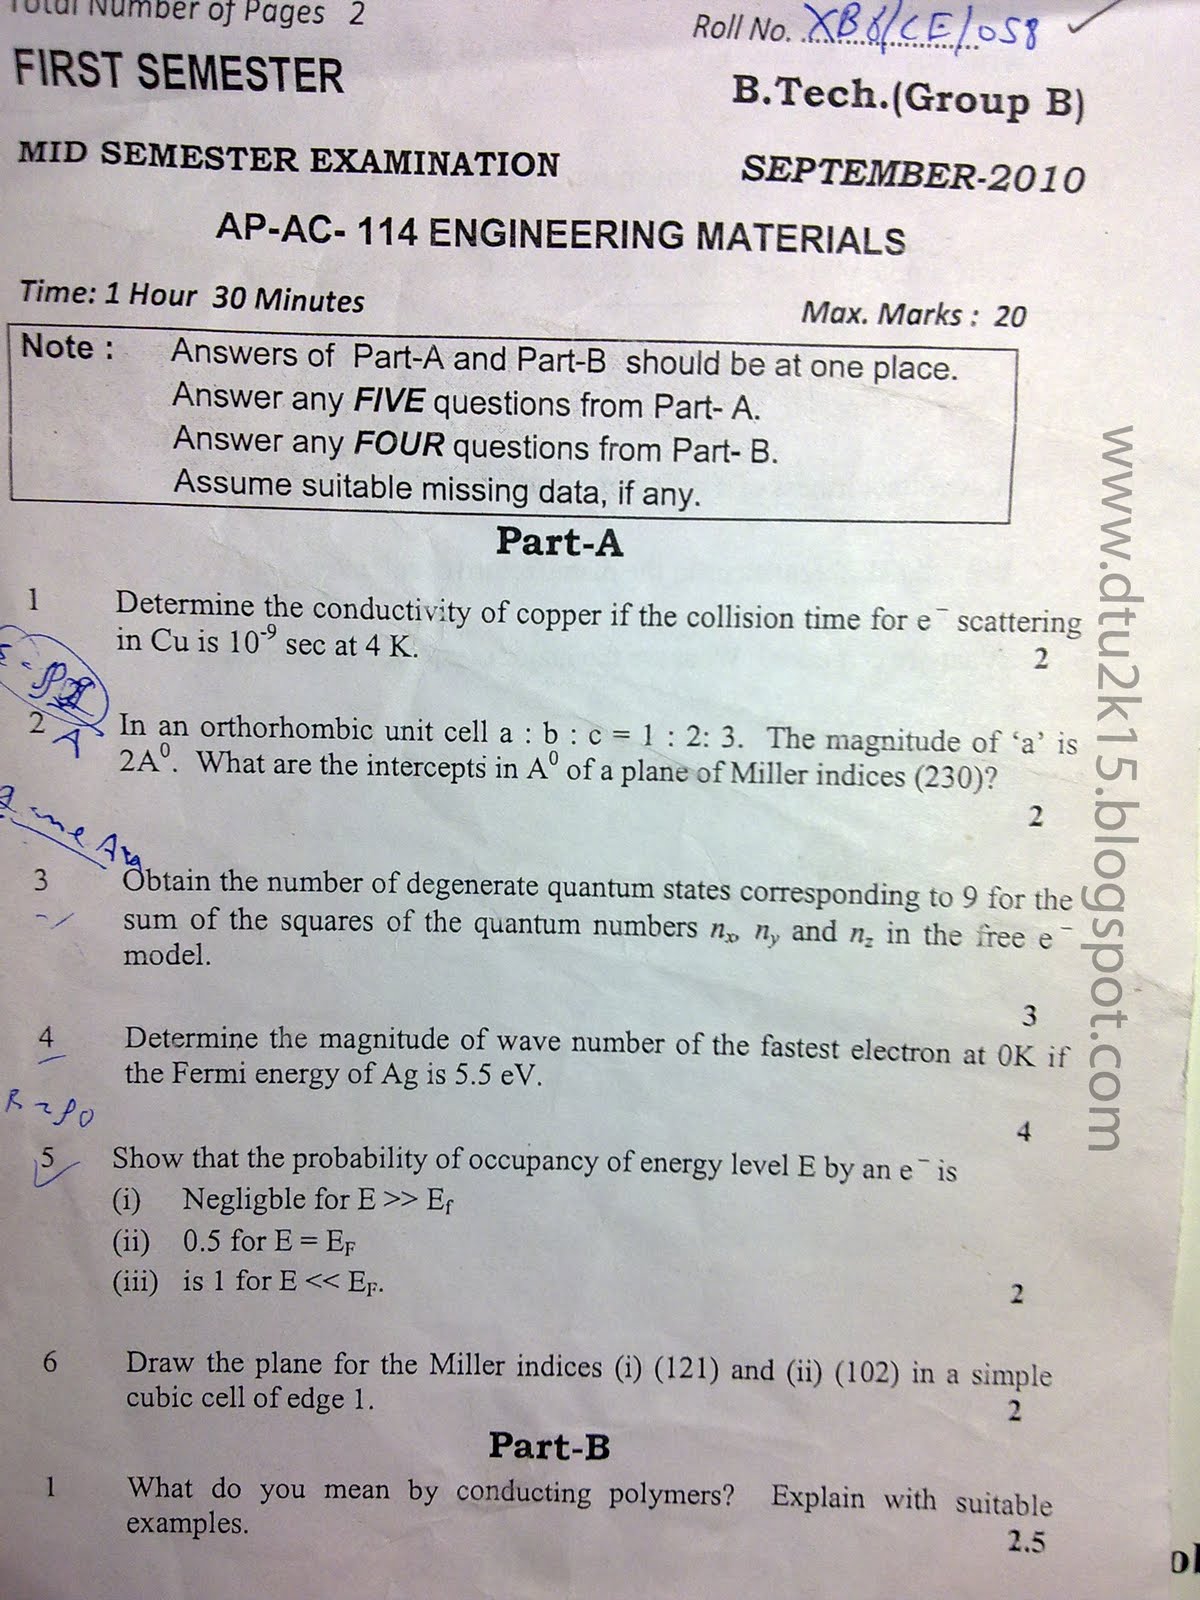 Total Number of Pages 2
Roll No. XB8/CE/058
FIRST SEMESTER
B.Tech.(Group B)
MID SEMESTER EXAMINATION
SEPTEMBER-2010
AP-AC- 114 ENGINEERING MATERIALS
Time: 1 Hour 30 Minutes
Max. Marks : 20
Note : Answers of Part-A and Part-B should be at one place.
Answer any FIVE questions from Part- A.
Answer any FOUR questions from Part- B.
Assume suitable missing data, if any.
Part-A
1 Determine the conductivity of copper if the collision time for e⁻ scattering
in Cu is 10⁻⁹ sec at 4 K.
2
2 In an orthorhombic unit cell a : b : c = 1 : 2: 3. The magnitude of ‘a’ is
A
2A⁰. What are the intercepts in A⁰ of a plane of Miller indices (230)?
2
3 Obtain the number of degenerate quantum states corresponding to 9 for the
sum of the squares of the quantum numbers nx, ny and nz in the free e⁻
model.
3
4 Determine the magnitude of wave number of the fastest electron at 0K if
the Fermi energy of Ag is 5.5 eV.
4
5 Show that the probability of occupancy of energy level E by an e⁻ is
(i) Negligble for E >> Ef
(ii) 0.5 for E = EF
(iii) is 1 for E << EF.
2
6 Draw the plane for the Miller indices (i) (121) and (ii) (102) in a simple
cubic cell of edge 1.
2
Part-B
1 What do you mean by conducting polymers? Explain with suitable
examples.
2.5
www.dtu2k15.blogspot.com